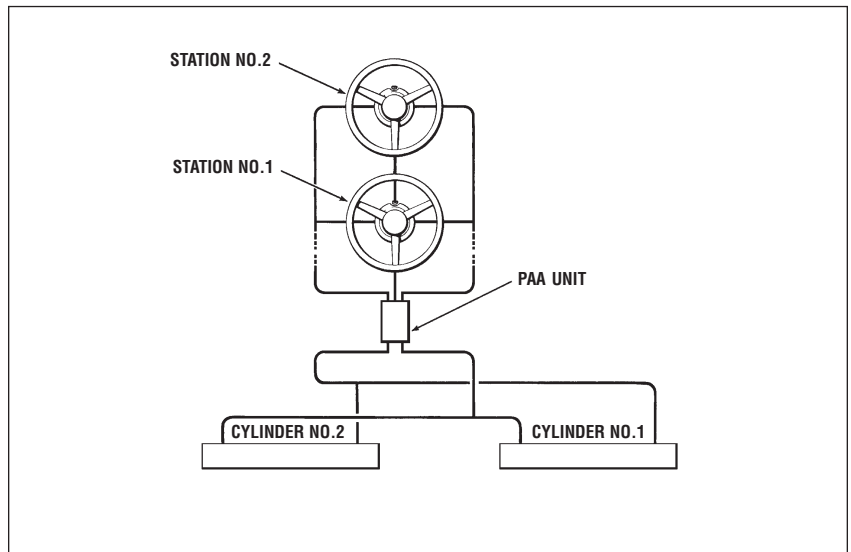 STATION NO.2
STATION NO.1
PAA UNIT
CYLINDER NO.2
CYLINDER NO.1